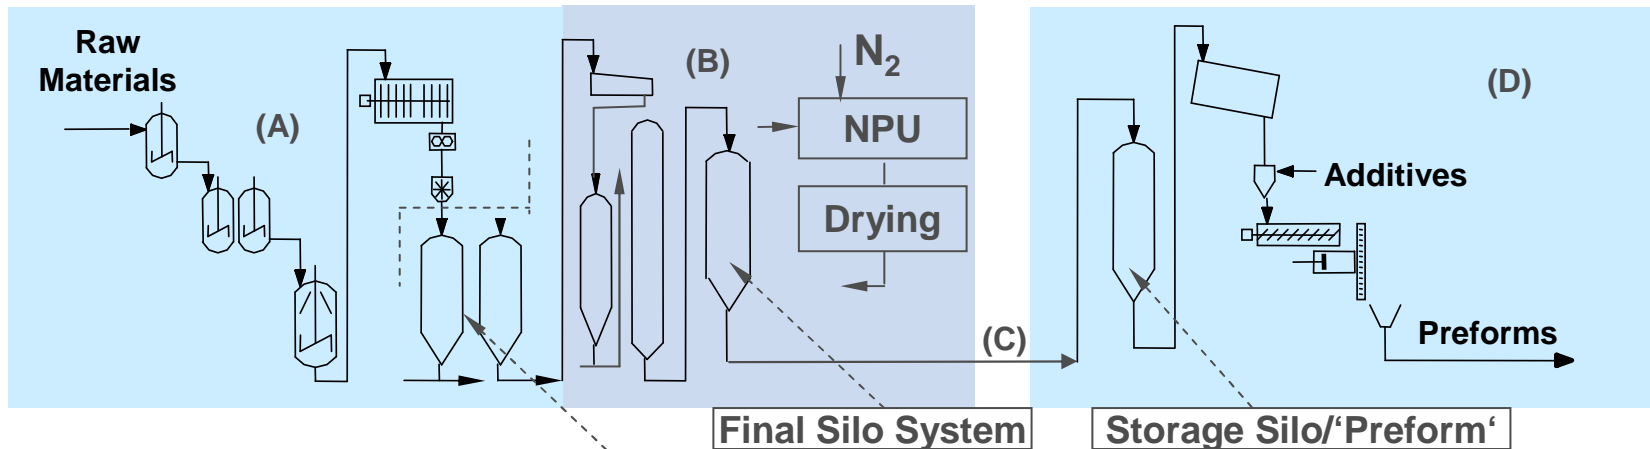 Raw
Materials
(A)
(B)
N₂
NPU
Drying
(C)
(D)
Additives
Preforms
Final Silo System
Storage Silo/‘Preform‘